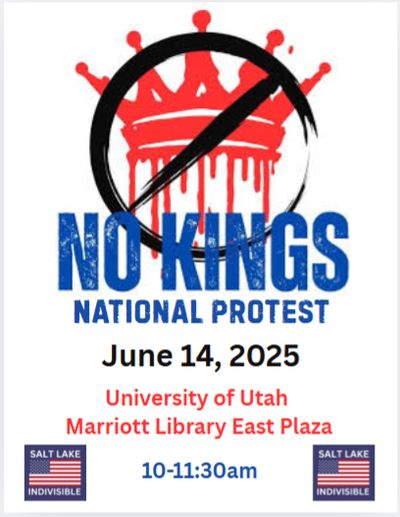 NO KINGS
NATIONAL PROTEST
June 14, 2025
University of Utah
Marriott Library East Plaza
SALT LAKE
INDIVISIBLE
10-11:30am
SALT LAKE
INDIVISIBLE